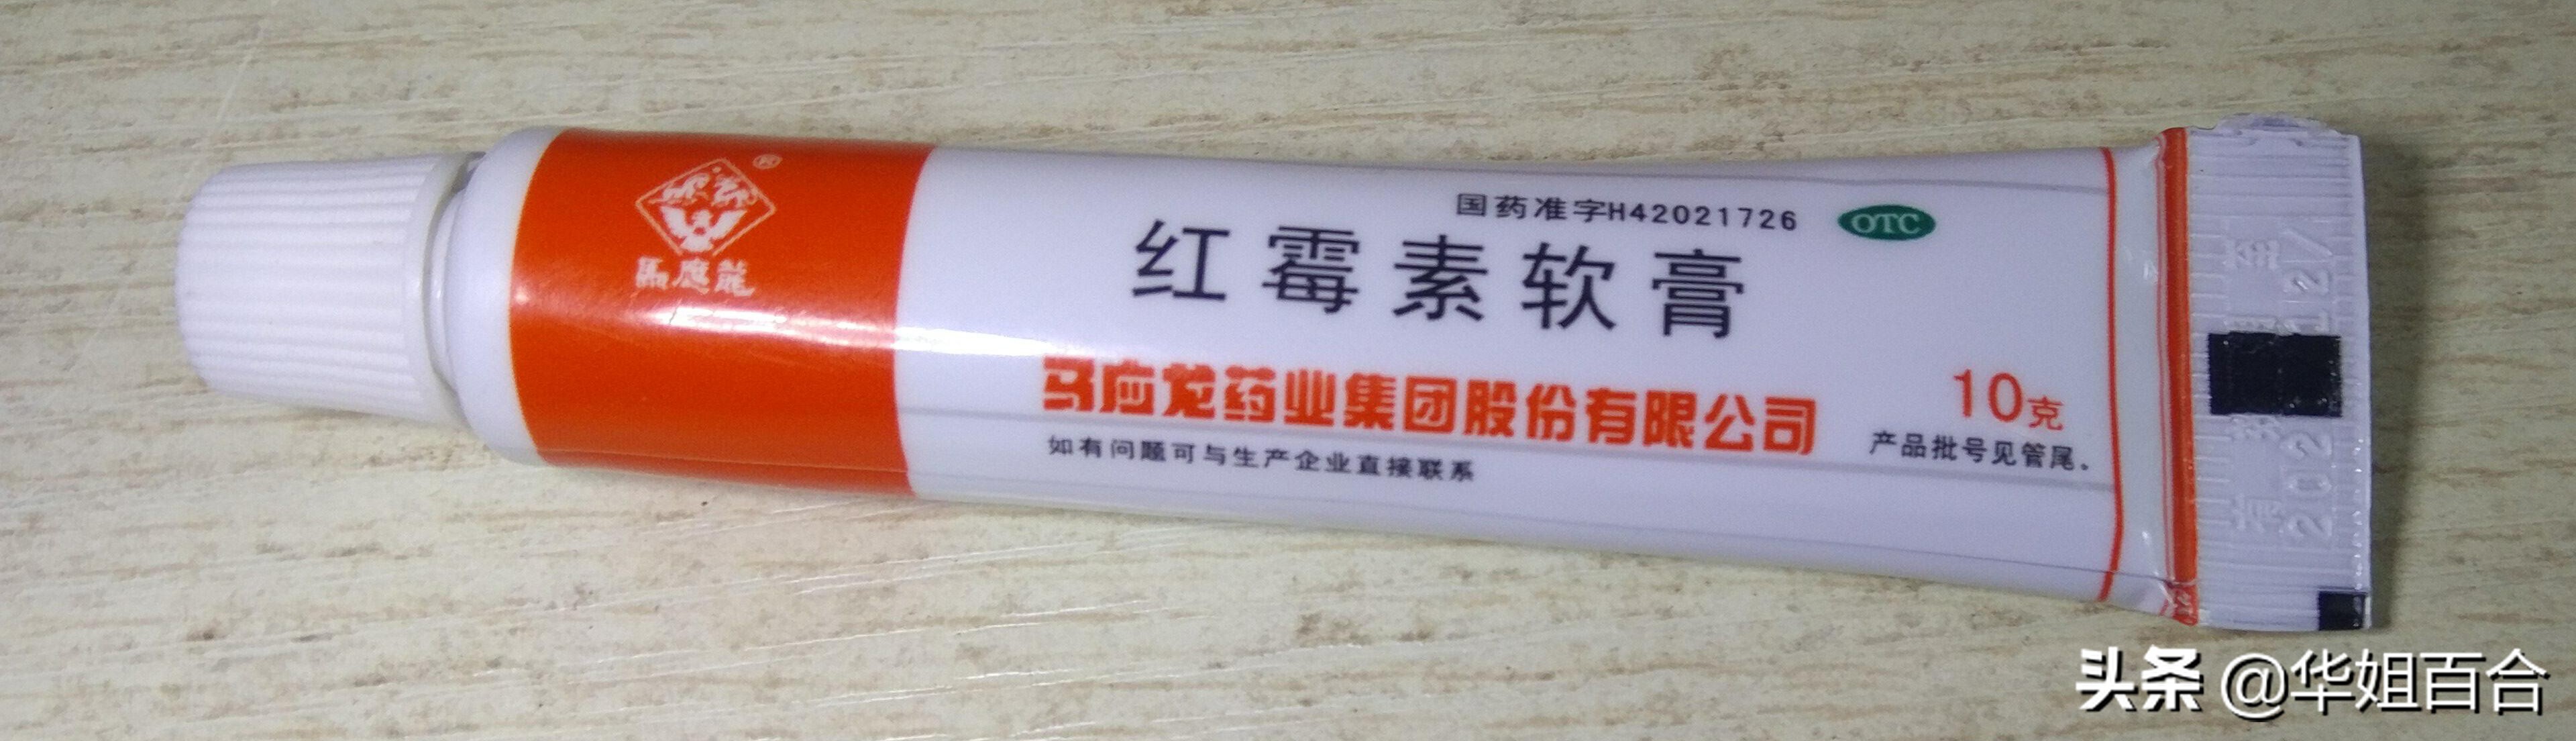 ®
馬應龍
国药准字H42021726
OTC
红霉素软膏
马应龙药业集团股份有限公司
10克
如有问题可与生产企业直接联系
产品批号见管尾。
头条 @华姐百合